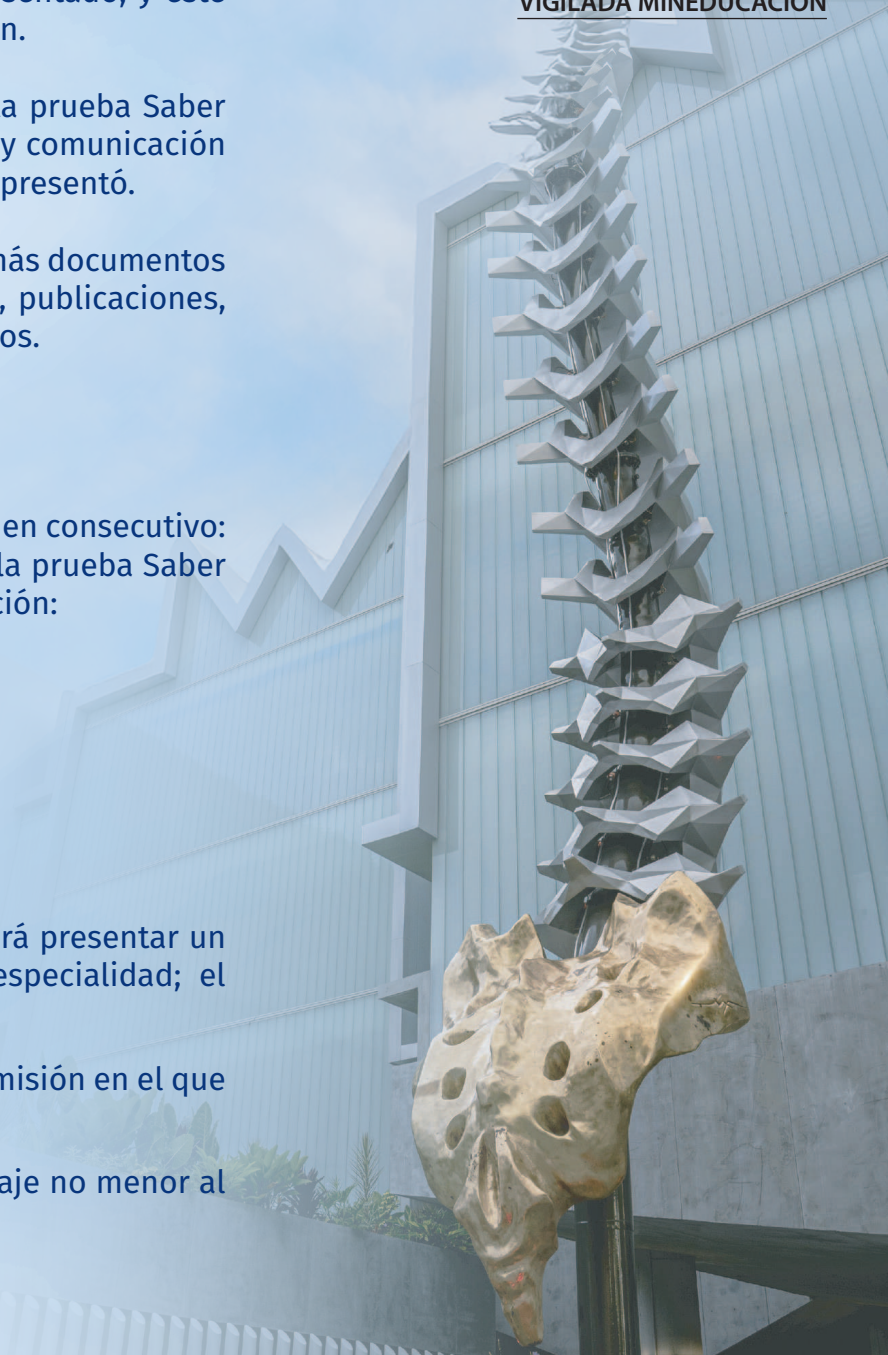 VIGILADA MINEDUCACIÓN
n.
a prueba Saber
y comunicación
presentó.
más documentos
, publicaciones,
os.
en consecutivo:
la prueba Saber
ción:
rá presentar un
especialidad; el
misión en el que
aje no menor al